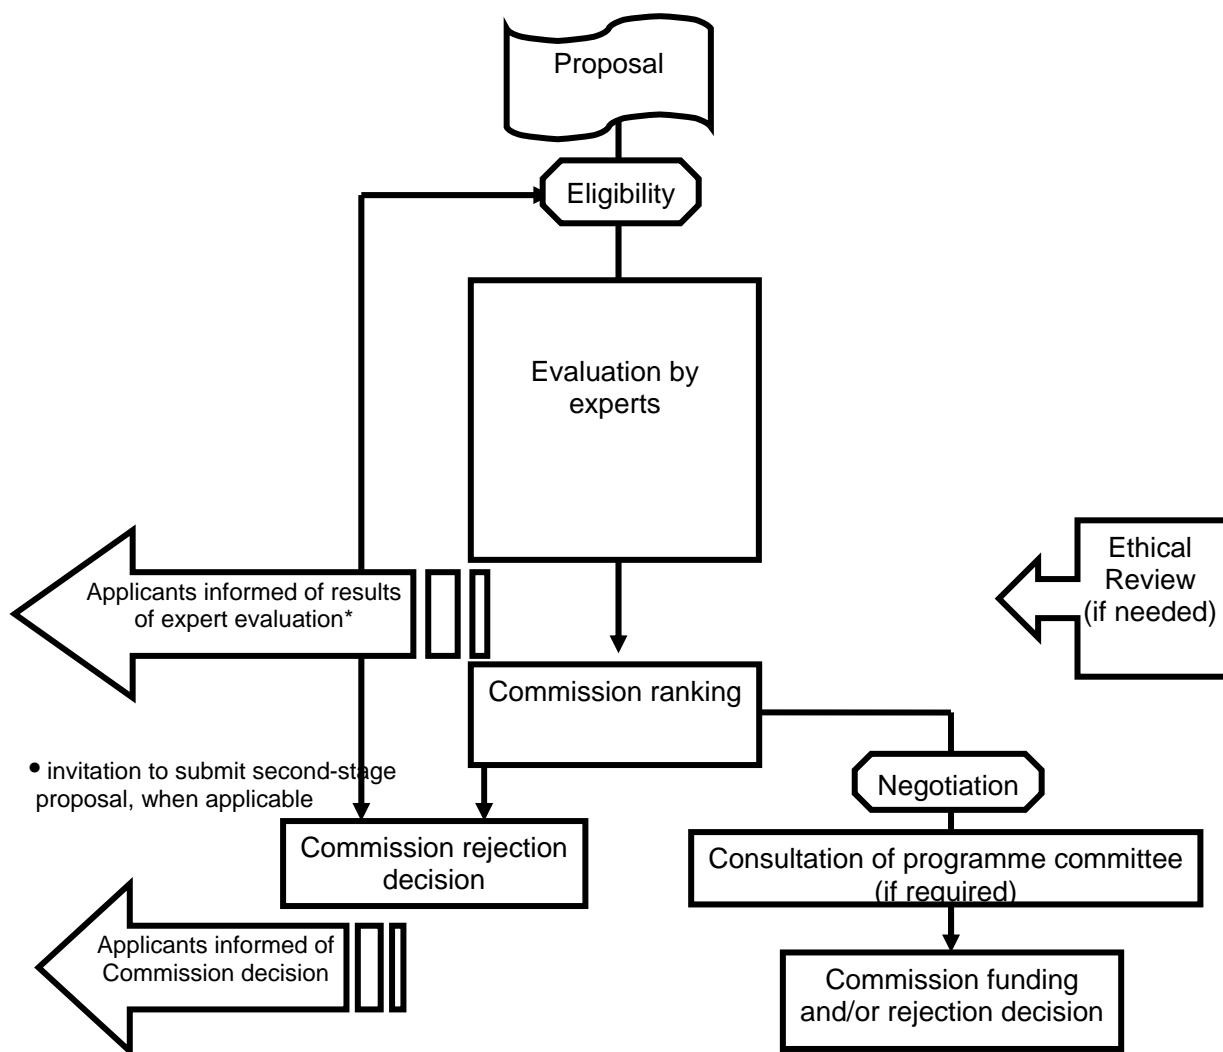 Proposal
Eligibility
Evaluation by
experts
Ethical
Review
(if needed)
Applicants informed of results
of expert evaluation*
Commission ranking
• invitation to submit second-stage
proposal, when applicable
Negotiation
Commission rejection
decision
Consultation of programme committee
(if required)
Applicants informed of
Commission decision
Commission funding
and/or rejection decision